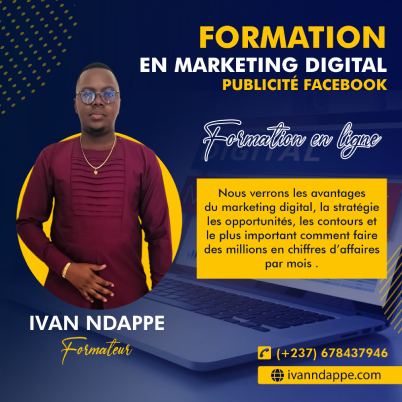 FORMATION
EN MARKETING DIGITAL
PUBLICITÉ FACEBOOK
Formation en ligne
DIGITAL
Nous verrons les avantages
du marketing digital, la stratégie
les opportunités, les contours et
le plus important comment faire
des millions en chiffres d’affaires
par mois .
IVAN NDAPPE
Formateur
(+237) 678437946
ivanndappe.com